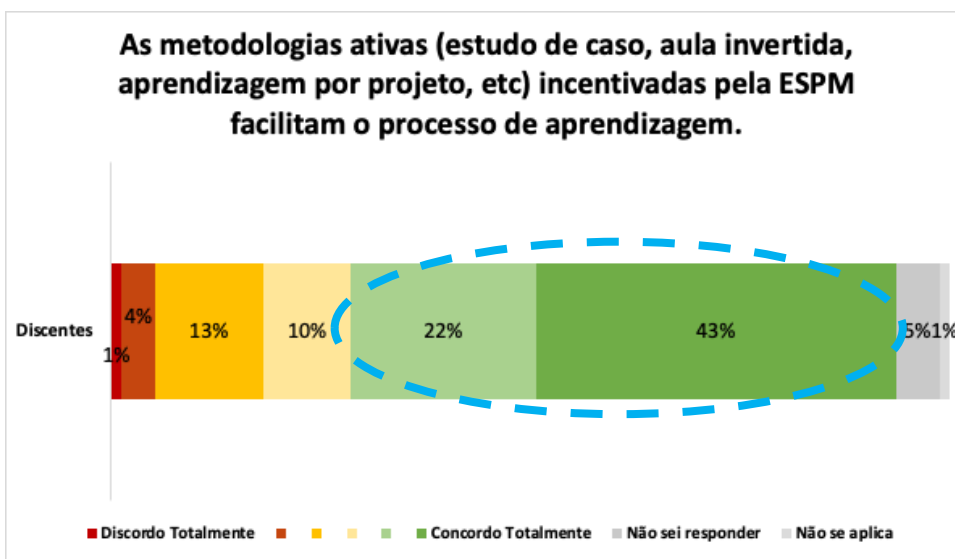 As metodologias ativas (estudo de caso, aula invertida,
aprendizagem por projeto, etc) incentivadas pela ESPM
facilitam o processo de aprendizagem.
Discentes
1%
4%
13%
10%
22%
43%
5%
1%
Discordo Totalmente
Concordo Totalmente
Não sei responder
Não se aplica